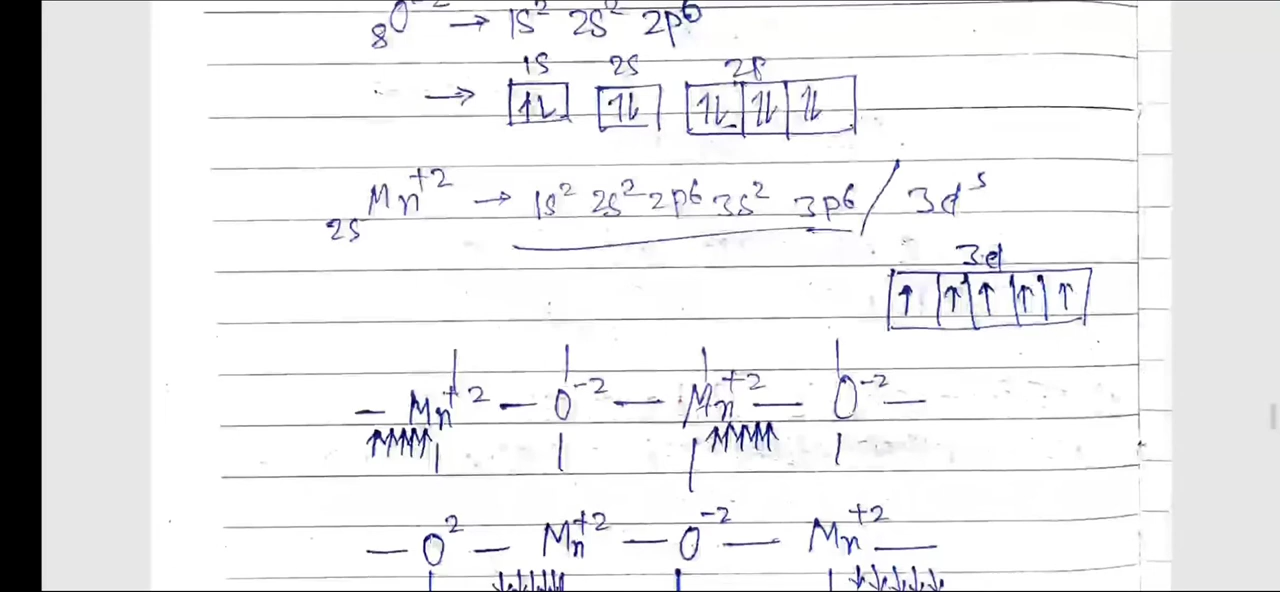 8O⁻² → 1S² 2S² 2p⁶
1S 2S 2P
→ ↑↓ ↑↓ ↑↓ ↑↓ ↑↓
25Mn⁺² → 1S² 2S² 2p⁶ 3S² 3p⁶ / 3d⁵
3d
↑ ↑ ↑ ↑ ↑
— Mn⁺² — O⁻² — Mn⁺² — O⁻² —
↑↑↑↑↑ ↑↑↑↑↑
— O² — Mn⁺² — O⁻² — Mn⁺² —
↓↓↓↓↓ ↓↓↓↓↓